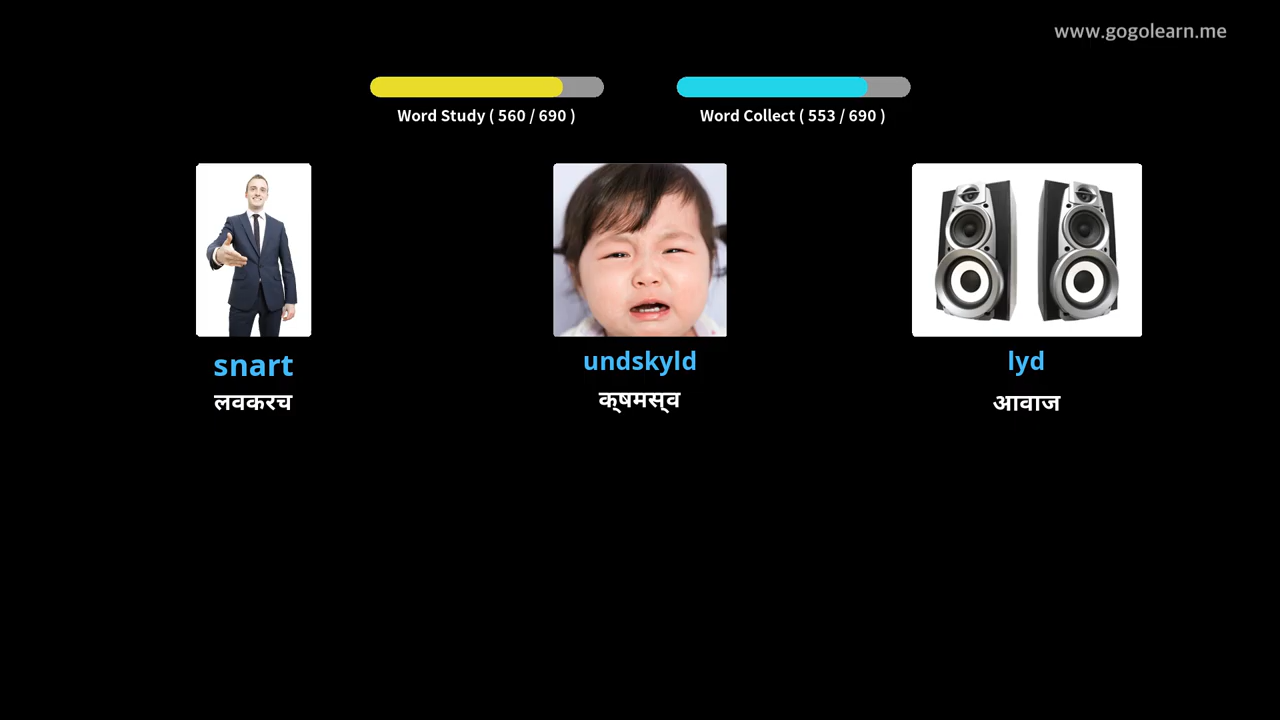 www.gogolearn.me
Word Study ( 560 / 690 )
Word Collect ( 553 / 690 )
snart
undskyld
lyd
लवकरच
क्षमस्व
आवाज